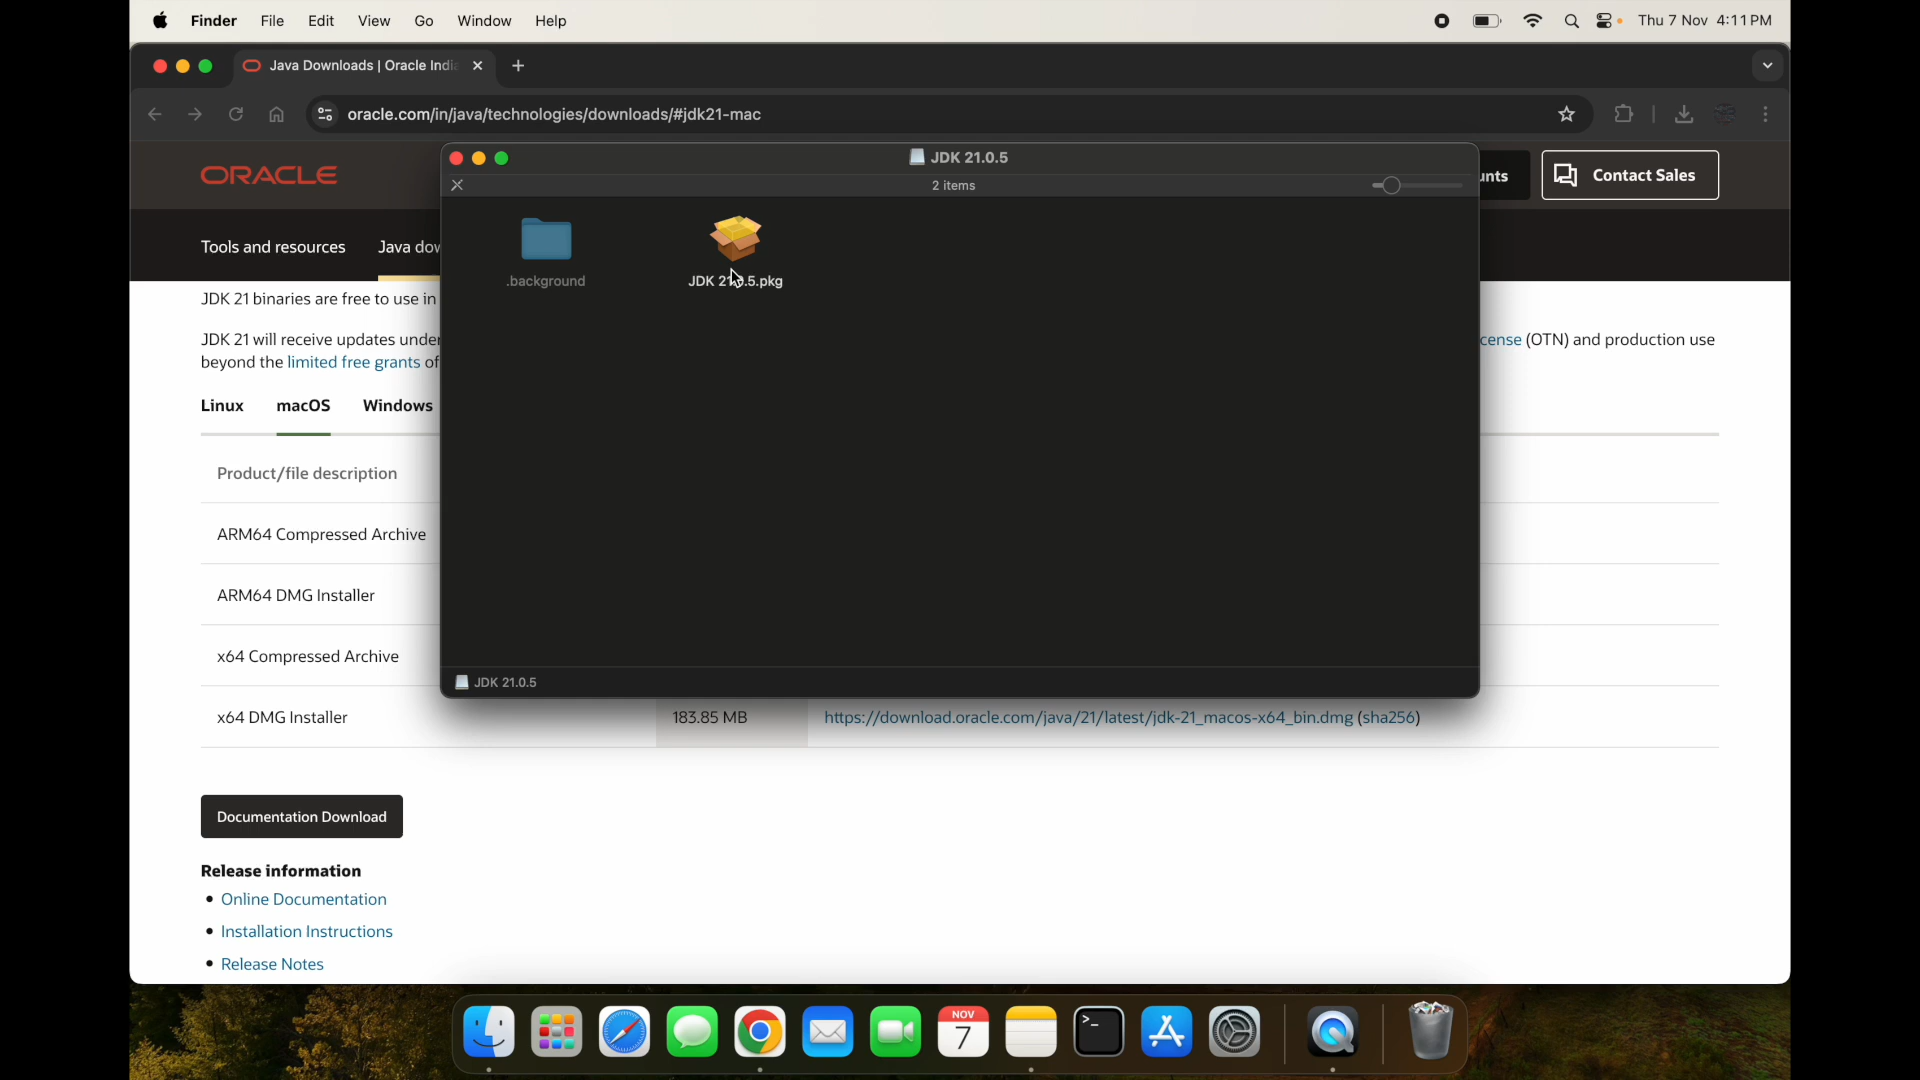 Finder File Edit View Go Window Help Thu 7 Nov 4:11 PM
Java Downloads | Oracle Indi
oracle.com/in/java/technologies/downloads/#jdk21-mac
ORACLE
JDK 21.0.5
Contact Sales
2 items
Tools and resources Java dow
.background JDK 21.0.5.pkg
JDK 21 binaries are free to use in
JDK 21 will receive updates under
cense (OTN) and production use
beyond the limited free grants of
Linux macOS Windows
Product/file description
ARM64 Compressed Archive
ARM64 DMG Installer
x64 Compressed Archive
JDK 21.0.5
x64 DMG Installer 183.85 MB https://download.oracle.com/java/21/latest/jdk-21_macos-x64_bin.dmg (sha256)
Documentation Download
Release information
• Online Documentation
• Installation Instructions
• Release Notes
NOV
7